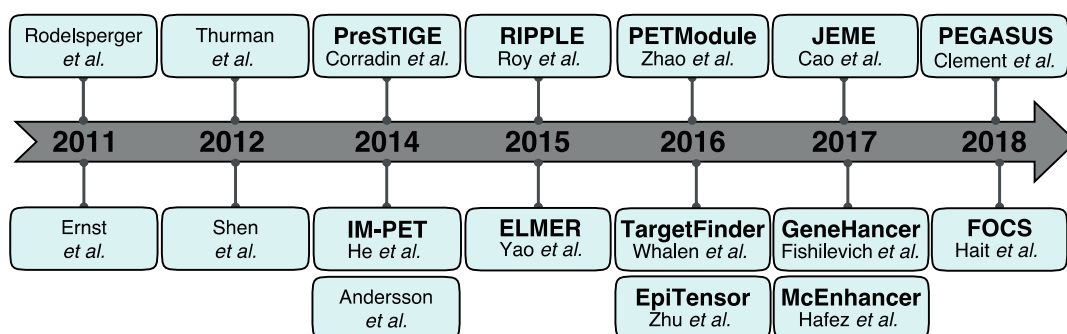 Rodelsperger
et al.
Thurman
et al.
PreSTIGE
Corradin et al.
RIPPLE
Roy et al.
PETModule
Zhao et al.
JEME
Cao et al.
PEGASUS
Clement et al.
2011 2012 2014 2015 2016 2017 2018
Ernst
et al.
Shen
et al.
IM-PET
He et al.
ELMER
Yao et al.
TargetFinder
Whalen et al.
GeneHancer
Fishilevich et al.
FOCS
Hait et al.
Andersson
et al.
EpiTensor
Zhu et al.
McEnhancer
Hafez et al.